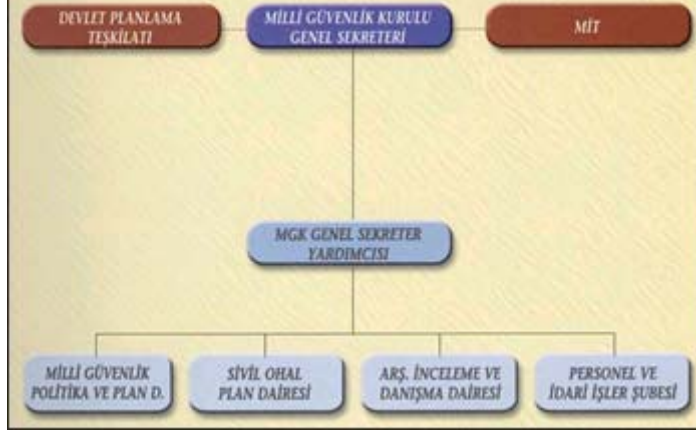 DEVLET PLANLAMA
TEŞKİLATI
MİLLİ GÜVENLİK KURULU
GENEL SEKRETERİ
MİT
MGK GENEL SEKRETER
YARDIMCISI
MİLLİ GÜVENLİK
POLİTİKA VE PLAN D.
SİVİL OHAL
PLAN DAİRESİ
ARŞ. İNCELEME VE
DANIŞMA DAİRESİ
PERSONEL VE
İDARİ İŞLER ŞUBESİ